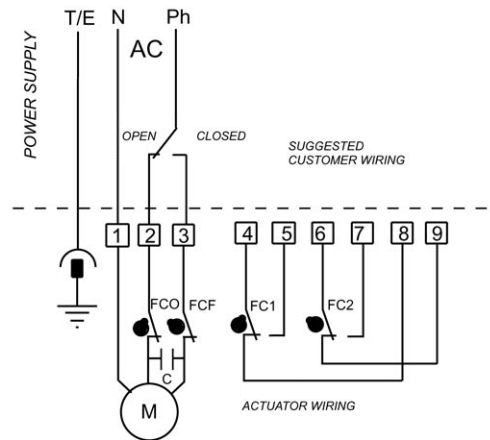 T/E N Ph
AC
POWER SUPPLY
OPEN CLOSED
SUGGESTED
CUSTOMER WIRING
1 2 3 4 5 6 7 8 9
FCO FCF FC1 FC2
C
M
ACTUATOR WIRING